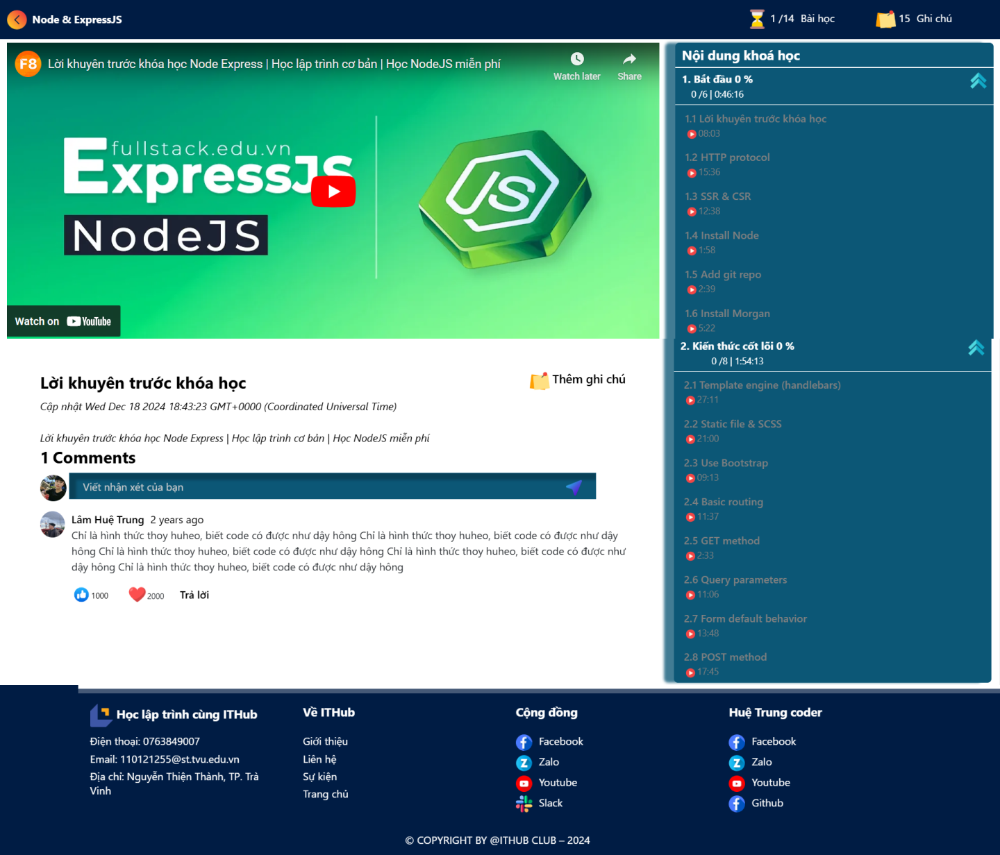 Node & ExpressJS
1 /14 Bài học
15 Ghi chú
F8 Lời khuyên trước khóa học Node Express | Học lập trình cơ bản | Học NodeJS miễn phí
Watch later
Share
fullstack.edu.vn
ExpressJS
NodeJS
JS
Watch on YouTube
Nội dung khoá học
1. Bắt đầu 0 %
0 /6 | 0:46:16
1.1 Lời khuyên trước khóa học
08:03
1.2 HTTP protocol
15:36
1.3 SSR & CSR
12:38
1.4 Install Node
1:58
1.5 Add git repo
2:39
1.6 Install Morgan
5:22
2. Kiến thức cốt lõi 0 %
0 /8 | 1:54:13
2.1 Template engine (handlebars)
27:11
2.2 Static file & SCSS
21:00
2.3 Use Bootstrap
09:13
2.4 Basic routing
11:37
2.5 GET method
2:33
2.6 Query parameters
11:06
2.7 Form default behavior
13:48
2.8 POST method
17:45
Lời khuyên trước khóa học
Thêm ghi chú
Cập nhật Wed Dec 18 2024 18:43:23 GMT+0000 (Coordinated Universal Time)
Lời khuyên trước khóa học Node Express | Học lập trình cơ bản | Học NodeJS miễn phí
1 Comments
Viết nhận xét của bạn
Lâm Huệ Trung 2 years ago
Chỉ là hình thức thoy huheo, biết code có được như dậy hông Chỉ là hình thức thoy huheo, biết code có được như dậy
hông Chỉ là hình thức thoy huheo, biết code có được như dậy hông Chỉ là hình thức thoy huheo, biết code có được như
dậy hông Chỉ là hình thức thoy huheo, biết code có được như dậy hông
1000
2000
Trả lời
Học lập trình cùng ITHub
Điện thoại: 0763849007
Email: 110121255@st.tvu.edu.vn
Địa chỉ: Nguyễn Thiện Thành, TP. Trà
Vinh
Về ITHub
Giới thiệu
Liên hệ
Sự kiện
Trang chủ
Cộng đồng
Facebook
Zalo
Youtube
Slack
Huệ Trung coder
Facebook
Zalo
Youtube
Github
© COPYRIGHT BY @ITHUB CLUB – 2024